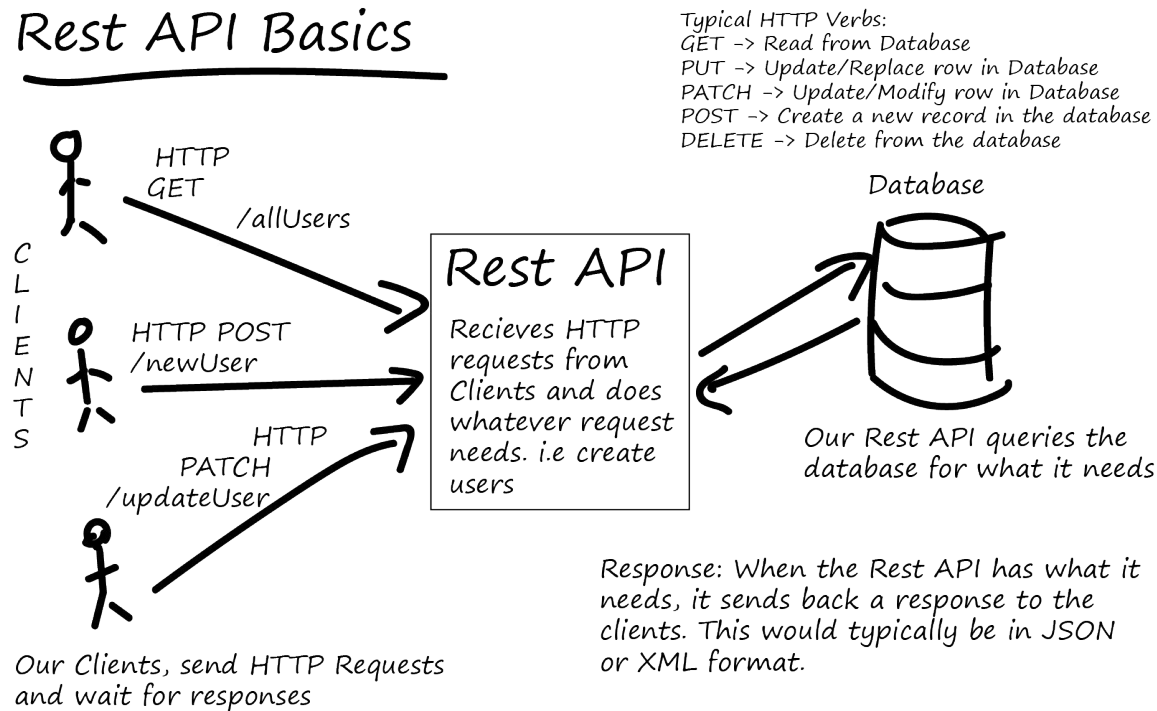 Rest API Basics
Typical HTTP Verbs:
GET -> Read from Database
PUT -> Update/Replace row in Database
PATCH -> Update/Modify row in Database
POST -> Create a new record in the database
DELETE -> Delete from the database
CLIENTS
HTTP
GET
/allUsers
HTTP POST
/newUser
HTTP
PATCH
/updateUser
Rest API
Recieves HTTP
requests from
Clients and does
whatever request
needs. i.e create
users
Database
Our Rest API queries the
database for what it needs
Response: When the Rest API has what it
needs, it sends back a response to the
clients. This would typically be in JSON
or XML format.
Our Clients, send HTTP Requests
and wait for responses